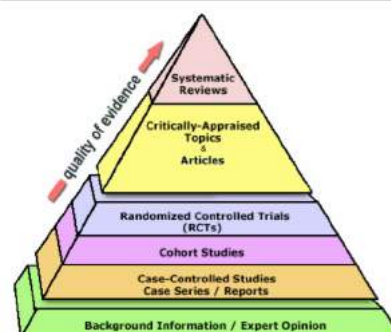 quality of evidence
Systematic
Reviews
Critically-Appraised
Topics
&
Articles
Randomized Controlled Trials
(RCTs)
Cohort Studies
Case-Controlled Studies
Case Series / Reports
Background Information / Expert Opinion